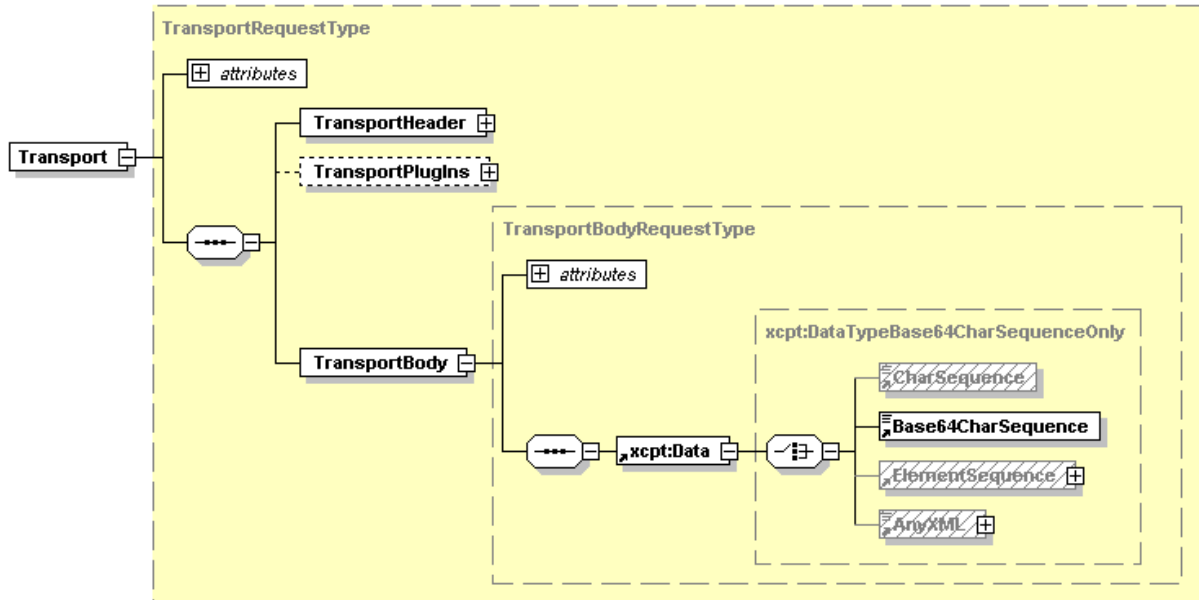 TransportRequestType
attributes
TransportHeader
Transport
TransportPlugIns
TransportBodyRequestType
attributes
xcpt:DataTypeBase64CharSequenceOnly
TransportBody
CharSequence
Base64CharSequence
xcpt:Data
ElementSequence
AnyXML